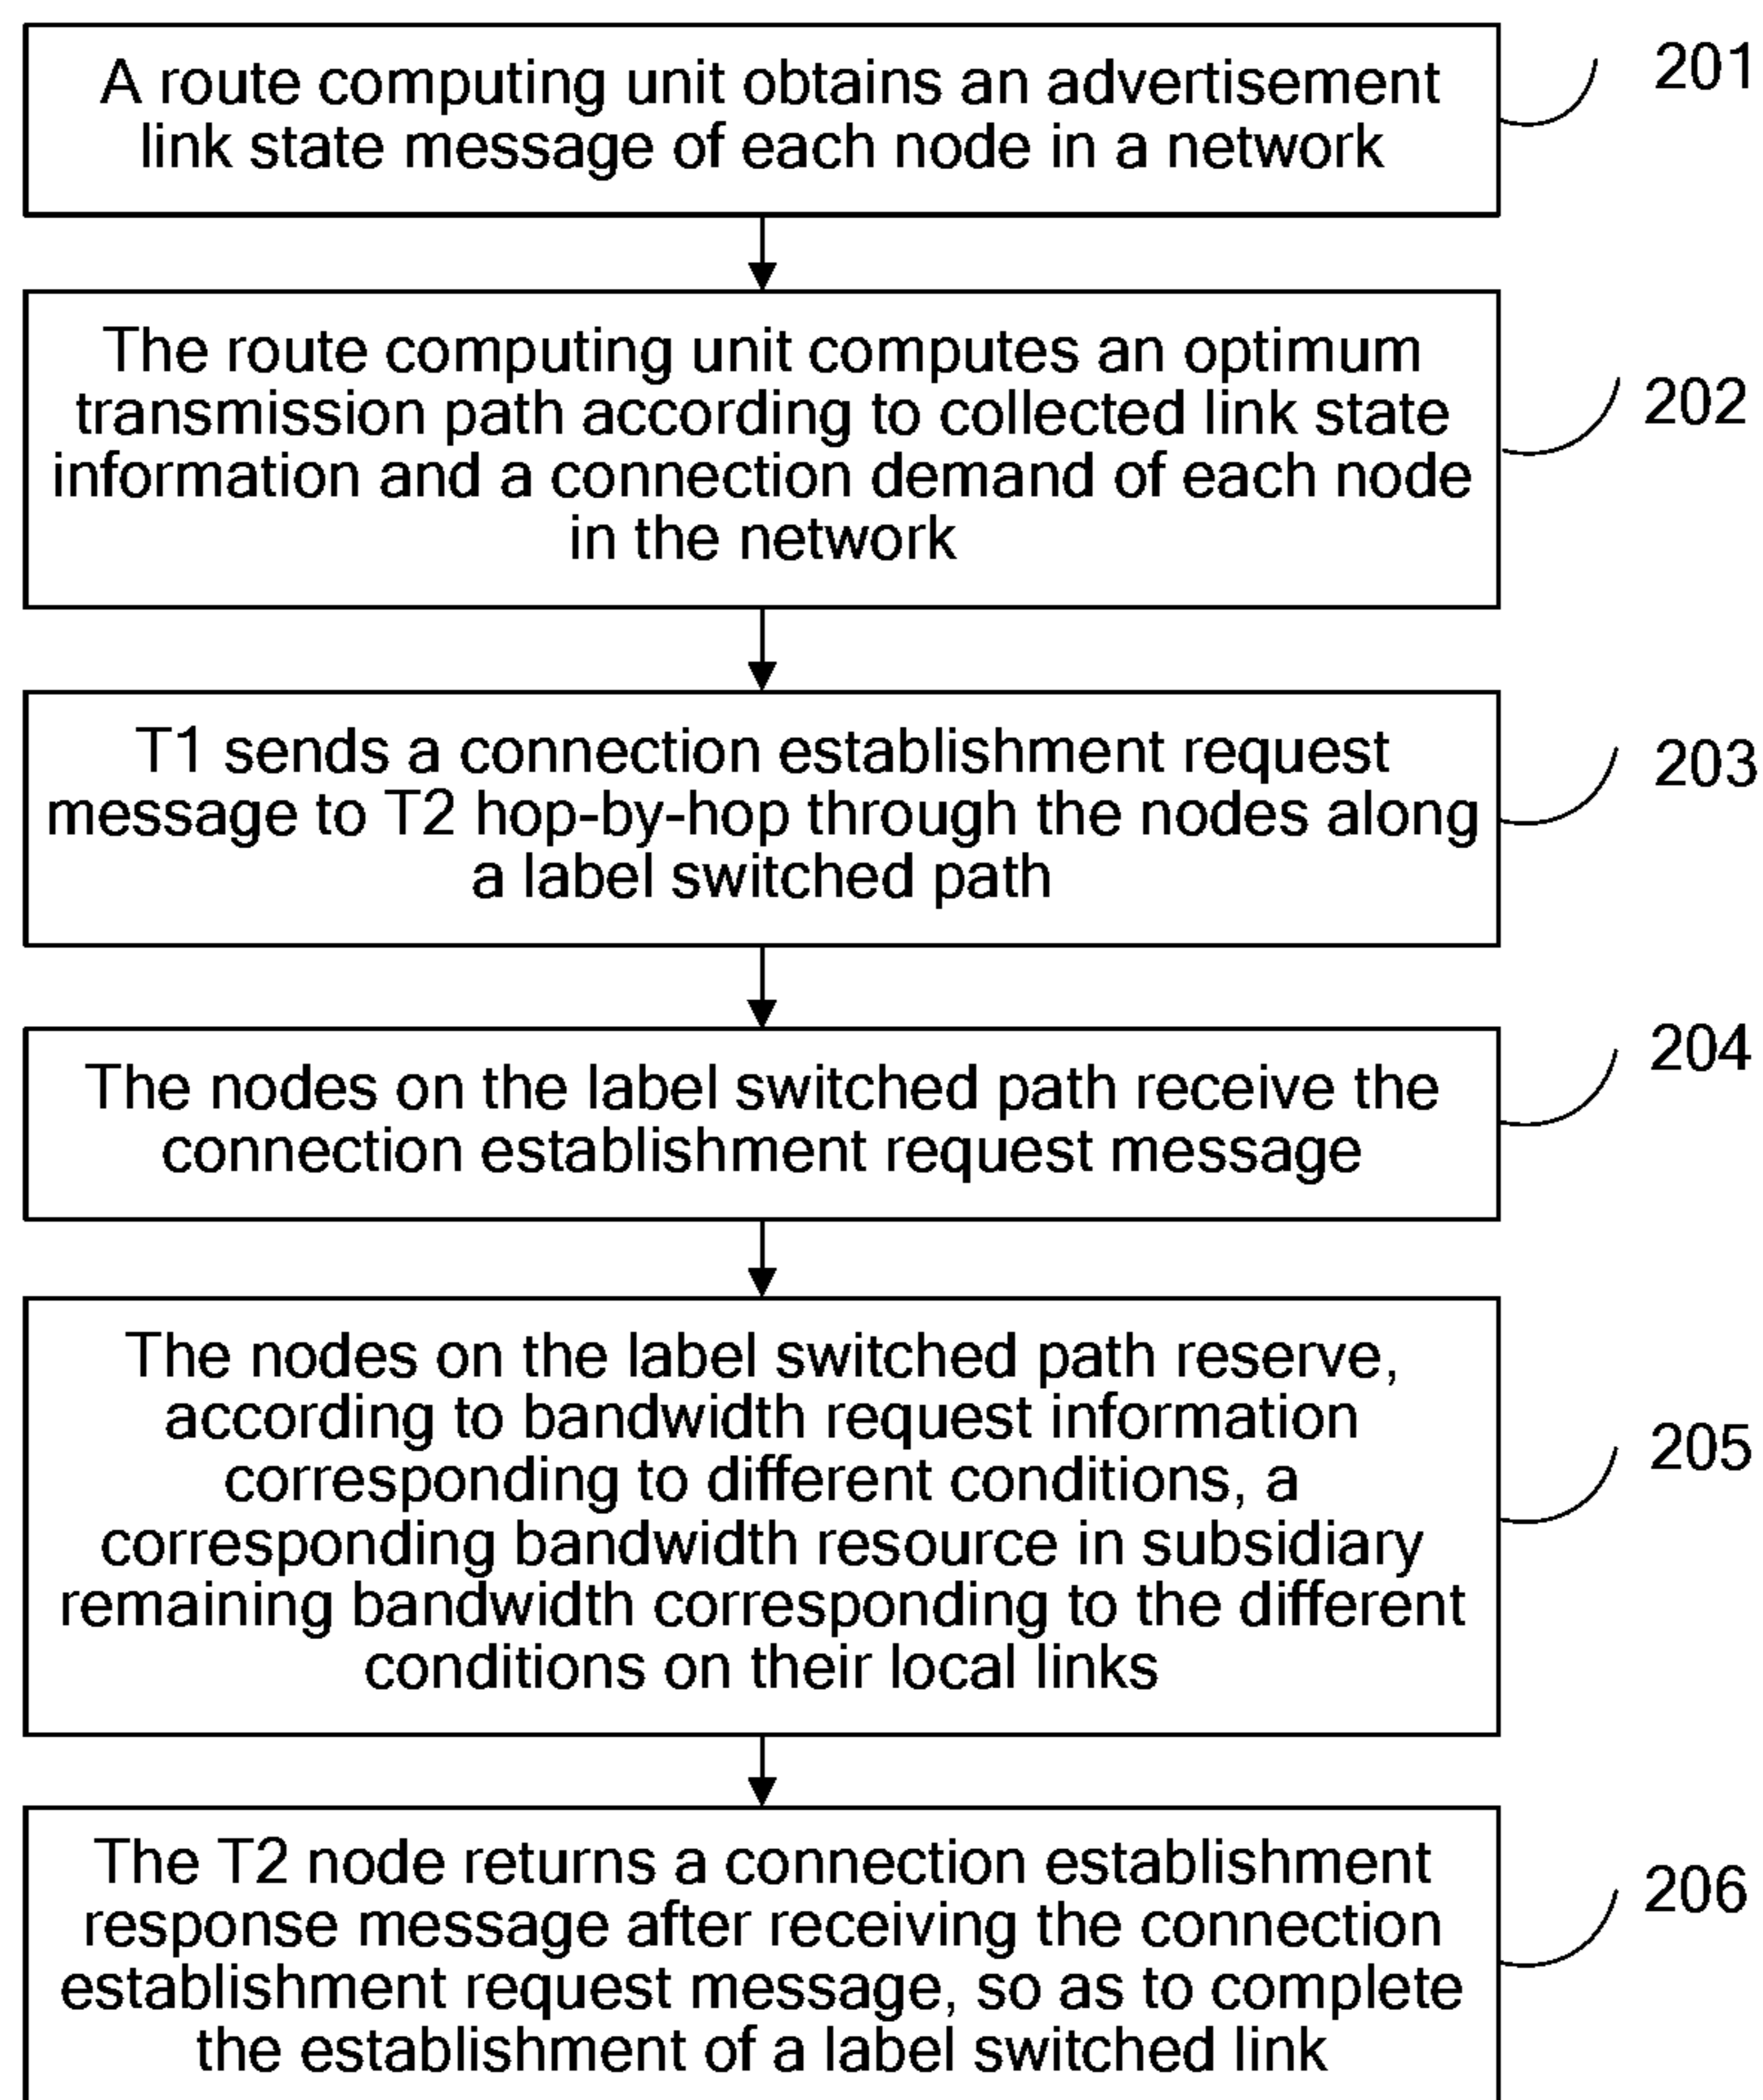 A route computing unit obtains an advertisement
link state message of each node in a network
201
The route computing unit computes an optimum
transmission path according to collected link state
information and a connection demand of each node
in the network
202
T1 sends a connection establishment request
message to T2 hop-by-hop through the nodes along
a label switched path
203
The nodes on the label switched path receive the
connection establishment request message
204
The nodes on the label switched path reserve,
according to bandwidth request information
corresponding to different conditions, a
corresponding bandwidth resource in subsidiary
remaining bandwidth corresponding to the different
conditions on their local links
205
The T2 node returns a connection establishment
response message after receiving the connection
establishment request message, so as to complete
the establishment of a label switched link
206